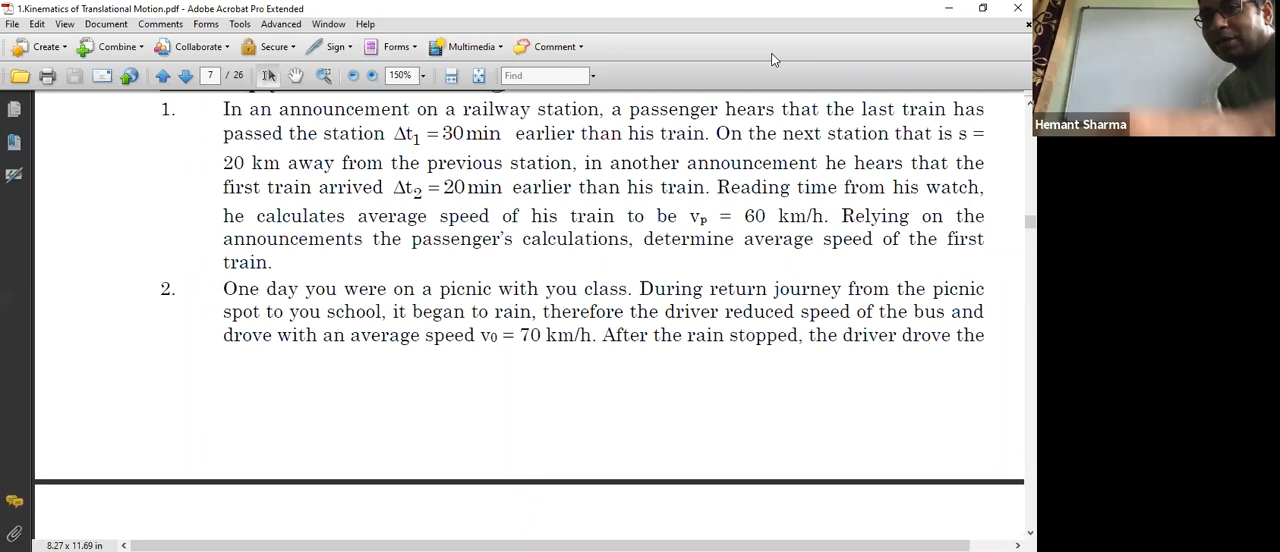 1.Kinematics of Translational Motion.pdf - Adobe Acrobat Pro Extended
File Edit View Document Comments Forms Tools Advanced Window Help
Create Combine Collaborate Secure Sign Forms Multimedia Comment
7 / 26 150% Find
1. In an announcement on a railway station, a passenger hears that the last train has
passed the station Δt₁ = 30 min earlier than his train. On the next station that is s =
20 km away from the previous station, in another announcement he hears that the
first train arrived Δt₂ = 20 min earlier than his train. Reading time from his watch,
he calculates average speed of his train to be vₚ = 60 km/h. Relying on the
announcements the passenger's calculations, determine average speed of the first
train.
2. One day you were on a picnic with you class. During return journey from the picnic
spot to you school, it began to rain, therefore the driver reduced speed of the bus and
drove with an average speed v₀ = 70 km/h. After the rain stopped, the driver drove the
8.27 x 11.69 in
Hemant Sharma